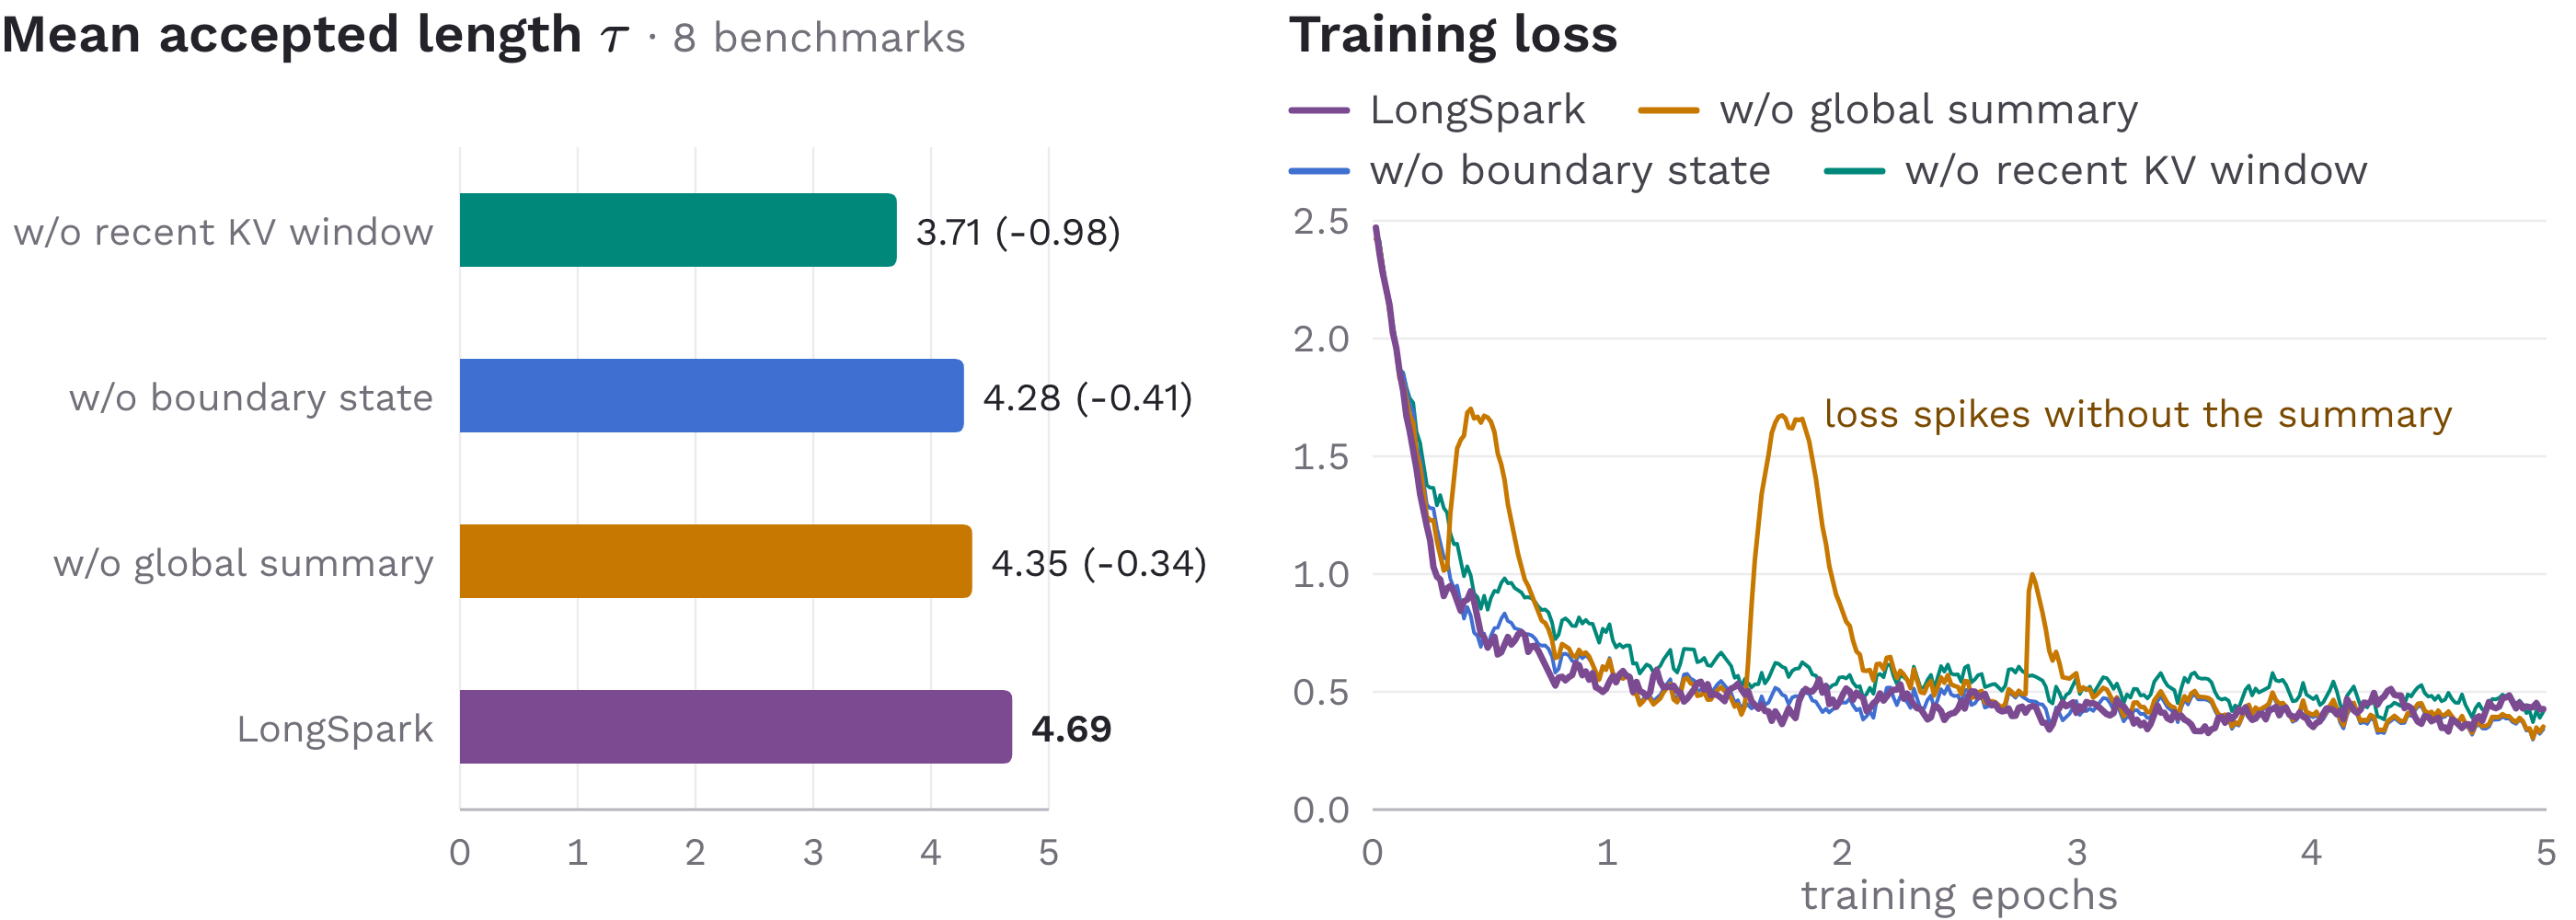 Mean accepted length τ · 8 benchmarks
w/o recent KV window
3.71 (-0.98)
w/o boundary state
4.28 (-0.41)
w/o global summary
4.35 (-0.34)
LongSpark
4.69
0 1 2 3 4 5
Training loss
LongSpark
w/o global summary
w/o boundary state
w/o recent KV window
2.5
2.0
1.5
1.0
0.5
0.0
loss spikes without the summary
0 1 2 3 4 5
training epochs